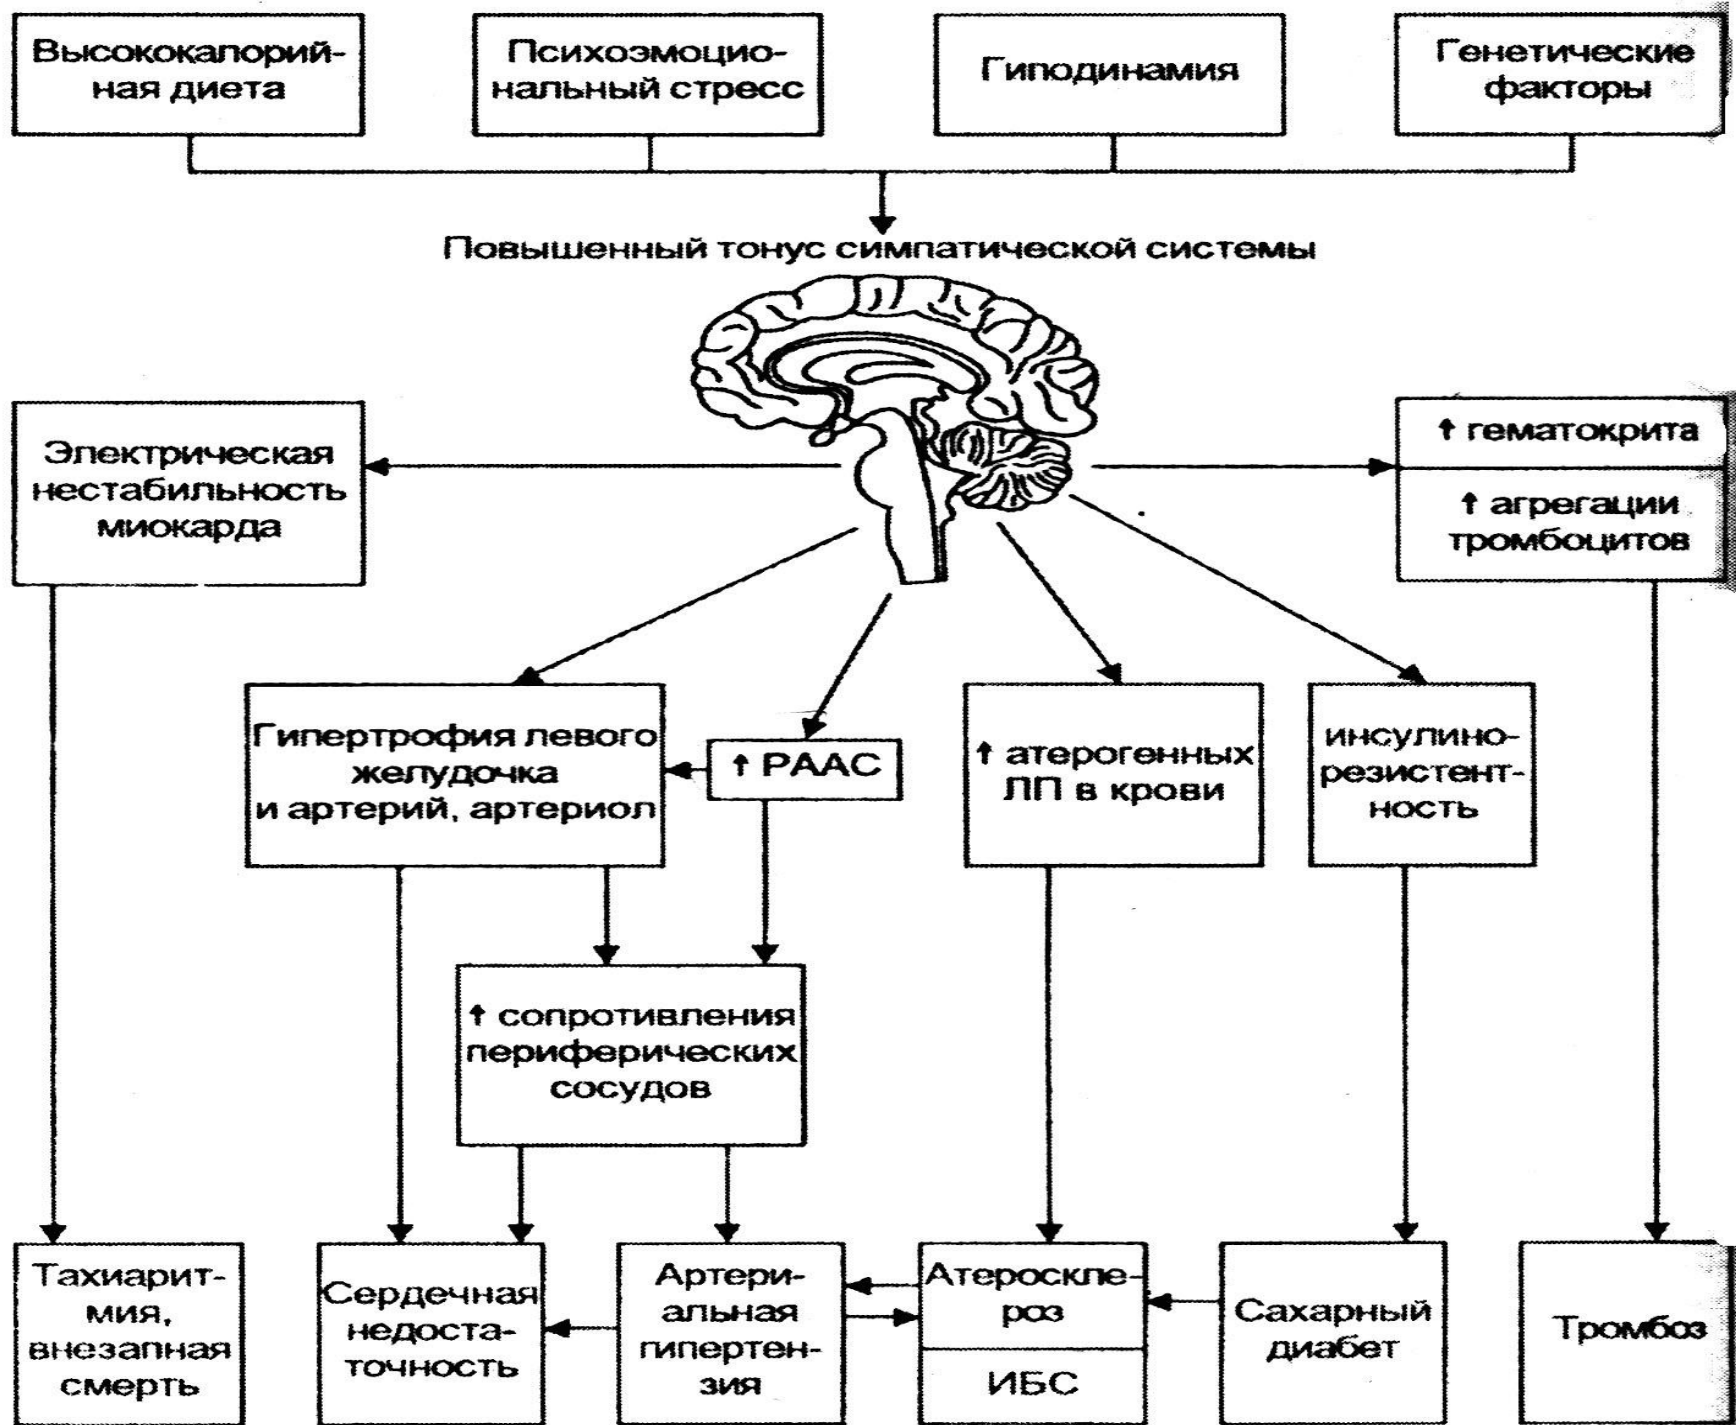 Высококалорий-
ная диета
Психоэмоцио-
нальный стресс
Гиподинамия
Генетические
факторы
Повышенный тонус симпатической системы
Электрическая
нестабильность
миокарда
↑ гематокрита
↑ агрегации
тромбоцитов
Гипертрофия левого
желудочка
и артерий, артериол
↑ РААС
↑ атерогенных
ЛП в крови
инсулино-
резистент-
ность
↑ сопротивления
периферических
сосудов
Тахиарит-
мия,
внезапная
смерть
Сердечная
недоста-
точность
Артери-
альная
гипертен-
зия
Атероскле-
роз
ИБС
Сахарный
диабет
Тромбоз